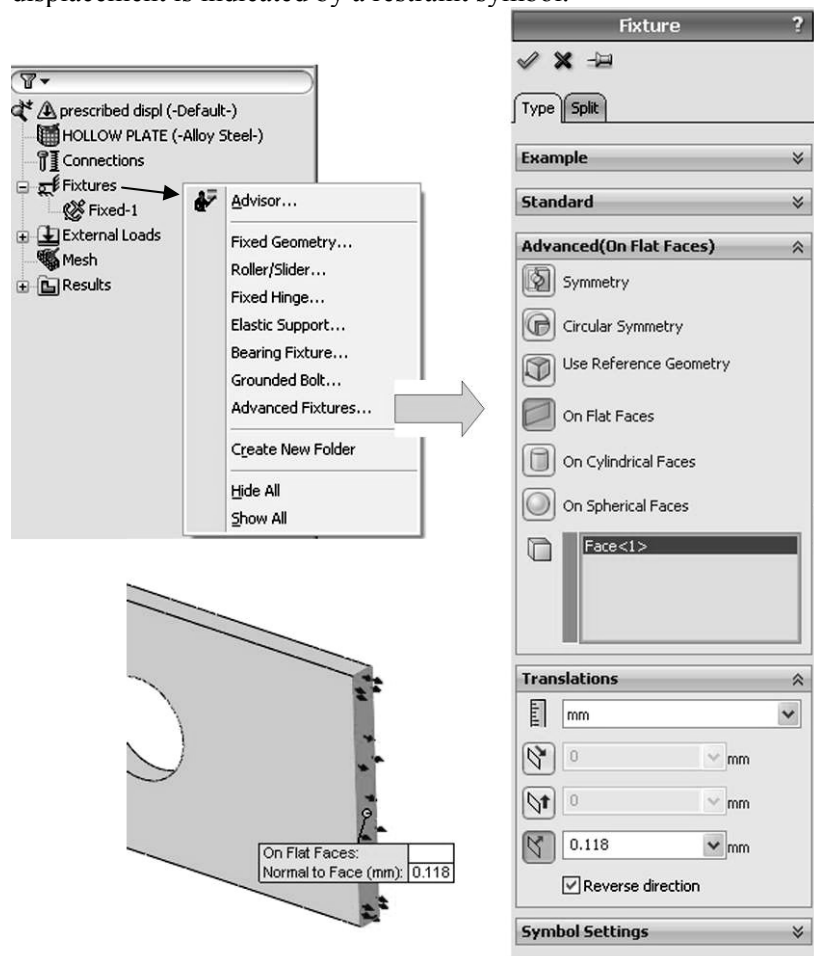 displacement is indicated by a restraint symbol.
prescribed displ (-Default-)
HOLLOW PLATE (-Alloy Steel-)
Connections
Fixtures
Fixed-1
External Loads
Mesh
Results
Advisor...
Fixed Geometry...
Roller/Slider...
Fixed Hinge...
Elastic Support...
Bearing Fixture...
Grounded Bolt...
Advanced Fixtures...
Create New Folder
Hide All
Show All
On Flat Faces:
Normal to Face (mm): 0.118
Fixture ?
Type Split
Example
Standard
Advanced(On Flat Faces)
Symmetry
Circular Symmetry
Use Reference Geometry
On Flat Faces
On Cylindrical Faces
On Spherical Faces
Face<1>
Translations
mm
0 mm
0 mm
0.118 mm
Reverse direction
Symbol Settings